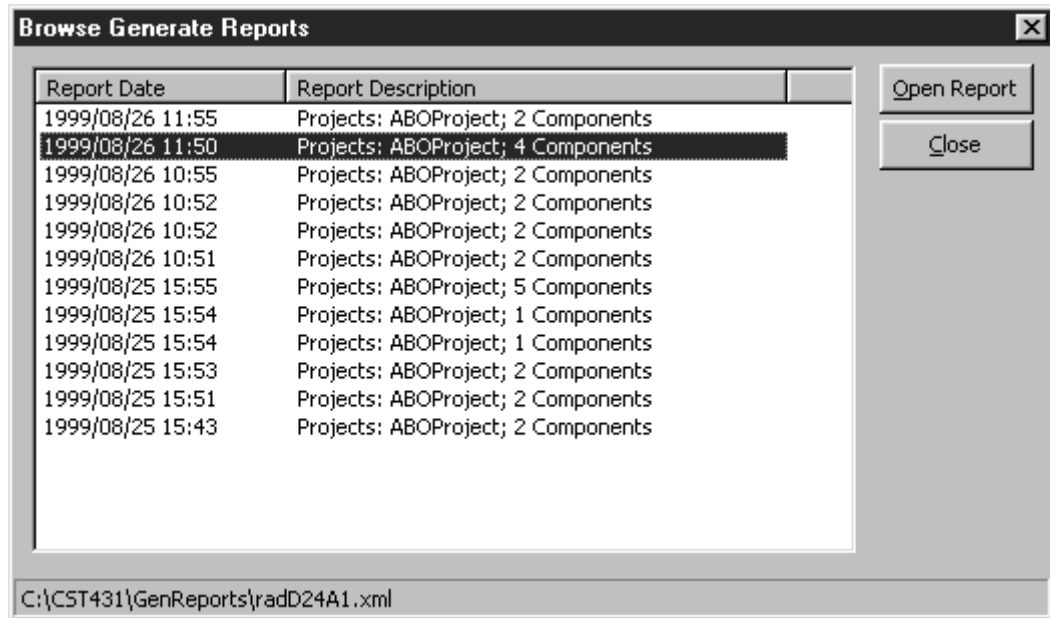 Browse Generate Reports
Report Date Report Description
Open Report
1999/08/26 11:55 Projects: ABOProject; 2 Components
1999/08/26 11:50 Projects: ABOProject; 4 Components
Close
1999/08/26 10:55 Projects: ABOProject; 2 Components
1999/08/26 10:52 Projects: ABOProject; 2 Components
1999/08/26 10:52 Projects: ABOProject; 2 Components
1999/08/26 10:51 Projects: ABOProject; 2 Components
1999/08/25 15:55 Projects: ABOProject; 5 Components
1999/08/25 15:54 Projects: ABOProject; 1 Components
1999/08/25 15:54 Projects: ABOProject; 1 Components
1999/08/25 15:53 Projects: ABOProject; 2 Components
1999/08/25 15:51 Projects: ABOProject; 2 Components
1999/08/25 15:43 Projects: ABOProject; 2 Components
C:\CST431\GenReports\radD24A1.xml